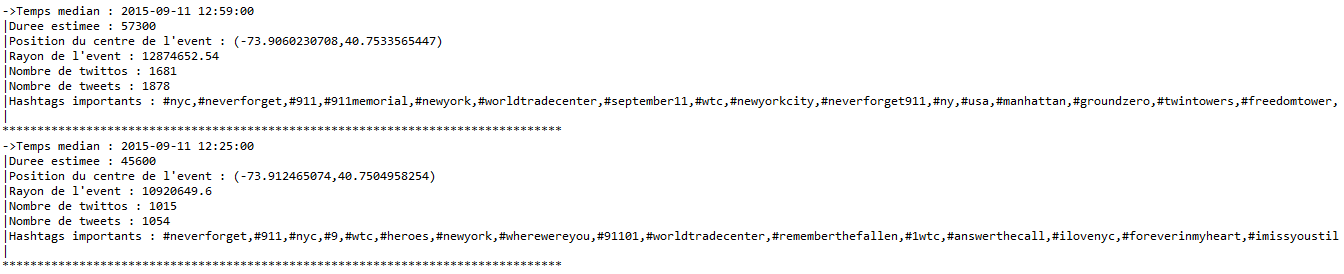 ->Temps median : 2015-09-11 12:59:00
|Duree estimee : 57300
|Position du centre de l'event : (-73.9060230708,40.7533565447)
|Rayon de l'event : 12874652.54
|Nombre de twittos : 1681
|Nombre de tweets : 1878
|Hashtags importants : #nyc,#neverforget,#911,#911memorial,#newyork,#worldtradecenter,#september11,#wtc,#newyorkcity,#neverforget911,#ny,#usa,#manhattan,#groundzero,#twintowers,#freedomtower,
|
********************************************************************************
->Temps median : 2015-09-11 12:25:00
|Duree estimee : 45600
|Position du centre de l'event : (-73.912465074,40.7504958254)
|Rayon de l'event : 10920649.6
|Nombre de twittos : 1015
|Nombre de tweets : 1054
|Hashtags importants : #neverforget,#911,#nyc,#9,#wtc,#heroes,#newyork,#wherewereyou,#91101,#worldtradecenter,#rememberthefallen,#1wtc,#answerthecall,#ilovenyc,#foreverinmyheart,#imissyoustil
|
********************************************************************************